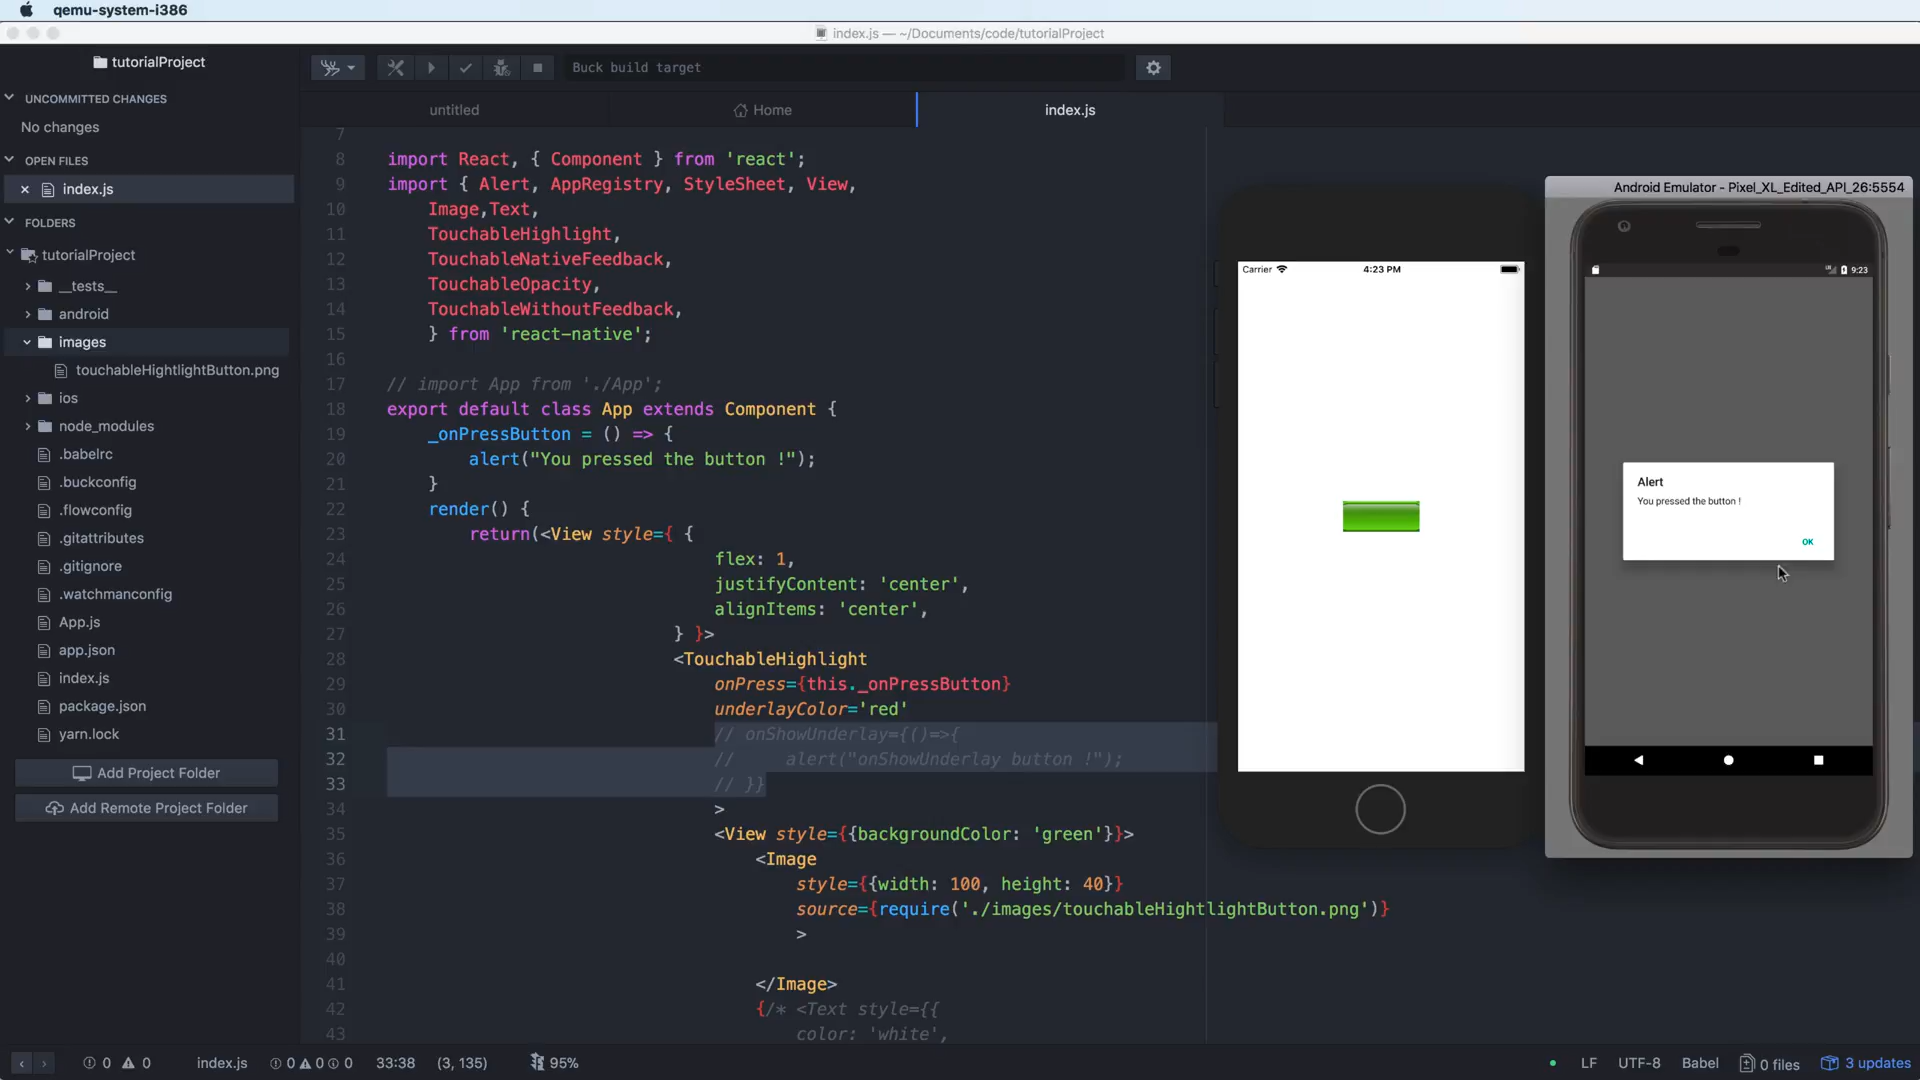 qemu-system-i386
index.js — ~/Documents/code/tutorialProject
tutorialProject
Buck build target
UNCOMMITTED CHANGES
No changes
OPEN FILES
index.js
FOLDERS
tutorialProject
__tests__
android
images
touchableHightlightButton.png
ios
node_modules
.babelrc
.buckconfig
.flowconfig
.gitattributes
.gitignore
.watchmanconfig
App.js
app.json
index.js
package.json
yarn.lock
Add Project Folder
Add Remote Project Folder
untitled
Home
index.js
7
8 import React, { Component } from 'react';
9 import { Alert, AppRegistry, StyleSheet, View,
10 Image,Text,
11 TouchableHighlight,
12 TouchableNativeFeedback,
13 TouchableOpacity,
14 TouchableWithoutFeedback,
15 } from 'react-native';
16
17 // import App from './App';
18 export default class App extends Component {
19 _onPressButton = () => {
20 alert("You pressed the button !");
21 }
22 render() {
23 return(<View style={ {
24 flex: 1,
25 justifyContent: 'center',
26 alignItems: 'center',
27 } }>
28 <TouchableHighlight
29 onPress={this._onPressButton}
30 underlayColor='red'
31 // onShowUnderlay={()=>{
32 // alert("onShowUnderlay button !");
33 // }}
34 >
35 <View style={{backgroundColor: 'green'}}>
36 <Image
37 style={{width: 100, height: 40}}
38 source={require('./images/touchableHightlightButton.png')}
39 >
40
41 </Image>
42 {/* <Text style={{
43 color: 'white',
Carrier
4:23 PM
Android Emulator - Pixel_XL_Edited_API_26:5554
9:23
Alert
You pressed the button !
OK
0 0 index.js 0 0 0 33:38 (3, 135) 95%
LF UTF-8 Babel 0 files 3 updates